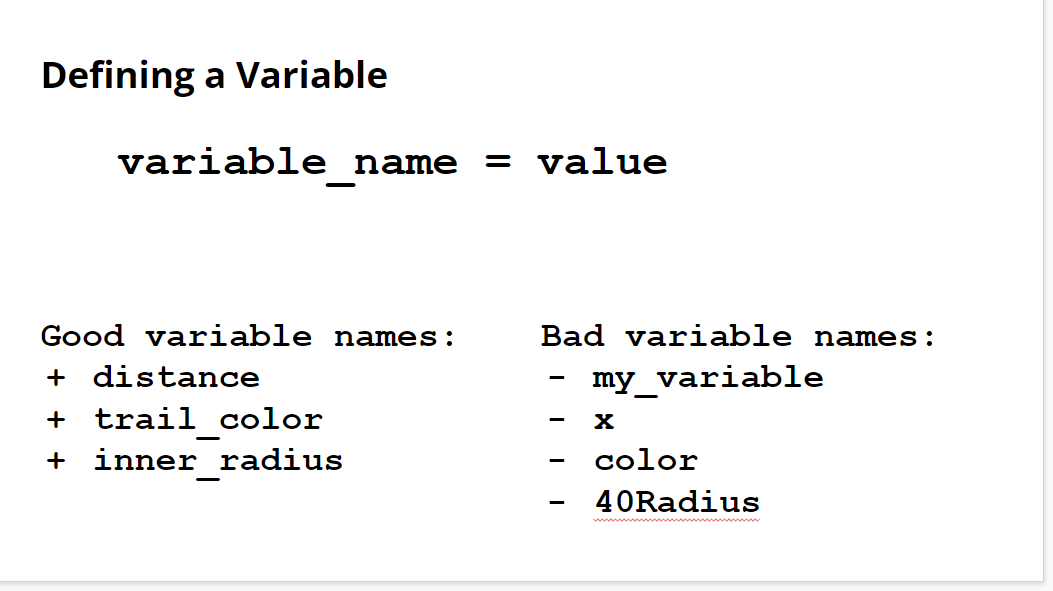 Defining a Variable
variable_name = value
Good variable names:
+ distance
+ trail_color
+ inner_radius
Bad variable names:
- my_variable
- x
- color
- 40Radius